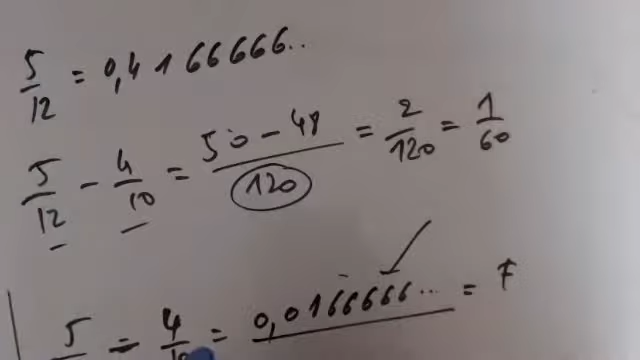 5/12 = 0,4166666...
5/12 - 4/10 = 50 - 48/120 = 2/120 = 1/60
5/ - 4/10 = 0,0166666... = F